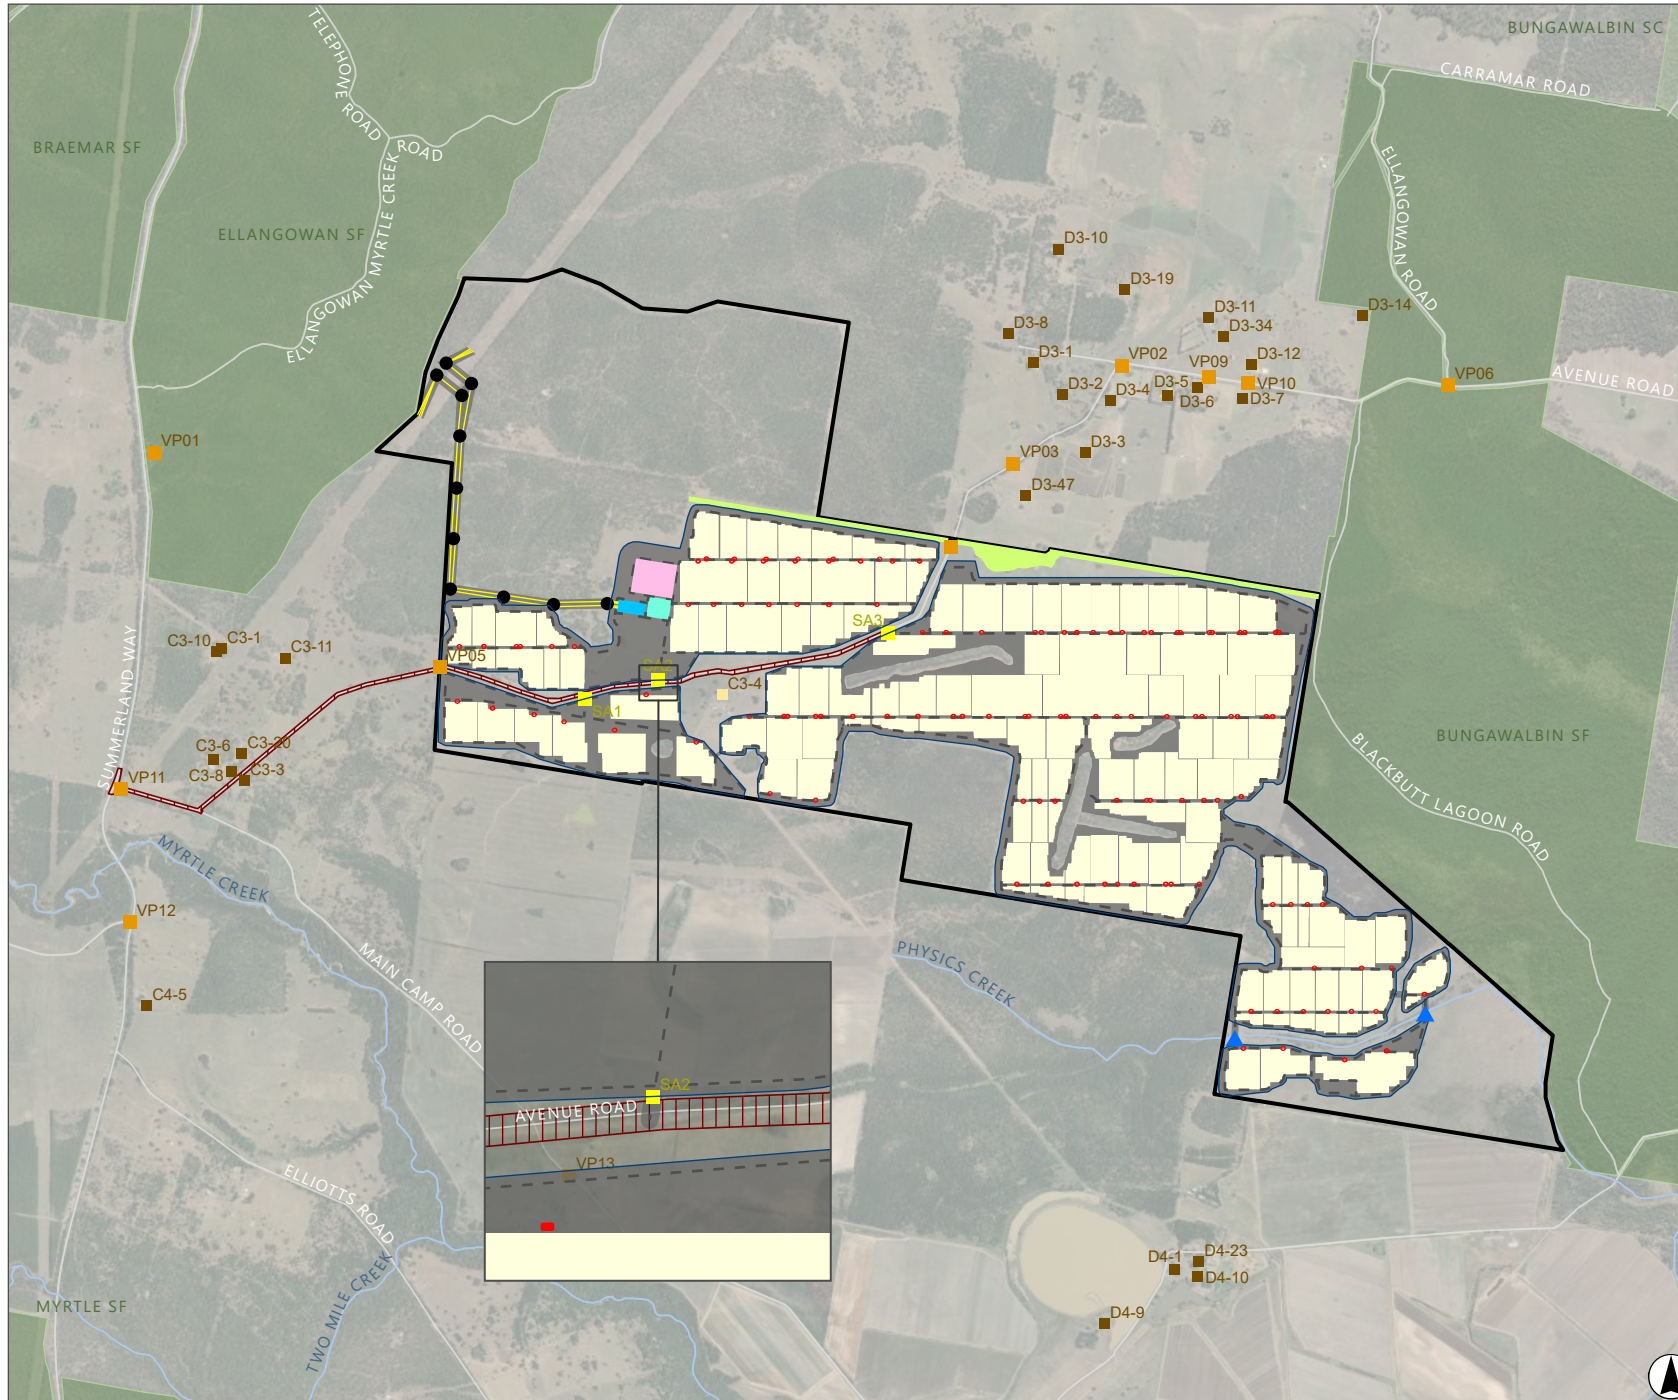 BUNGAWALBIN SC
TELEPHONE ROAD
CARRAMAR ROAD
BRAEMAR SF
ROAD
ELLANGOWAN SF
ELLANGOWAN MYRTLE CREEK
ELLANGOWAN ROAD
D3-10
D3-19
D3-11
D3-14
D3-8
D3-34
D3-1
VP02
VP09
D3-12
VP06
AVENUE ROAD
D3-2
D3-4
D3-5
D3-6
VP10
D3-7
VP01
VP03
D3-3
D3-47
SA3
C3-10
C3-1
C3-11
VP05
SA2
C3-4
SA1
SUMMERLAND WAY
C3-6
C3-20
C3-8
C3-3
VP11
BUNGAWALBIN SF
BLACKBUTT LAGOON ROAD
MYRTLE CREEK
VP12
MAIN CAMP ROAD
PHYSICS CREEK
C4-5
SA2
AVENUE ROAD
VP13
ELLIOTTS ROAD
TWO MILE CREEK
D4-1
D4-23
D4-10
D4-9
MYRTLE SF